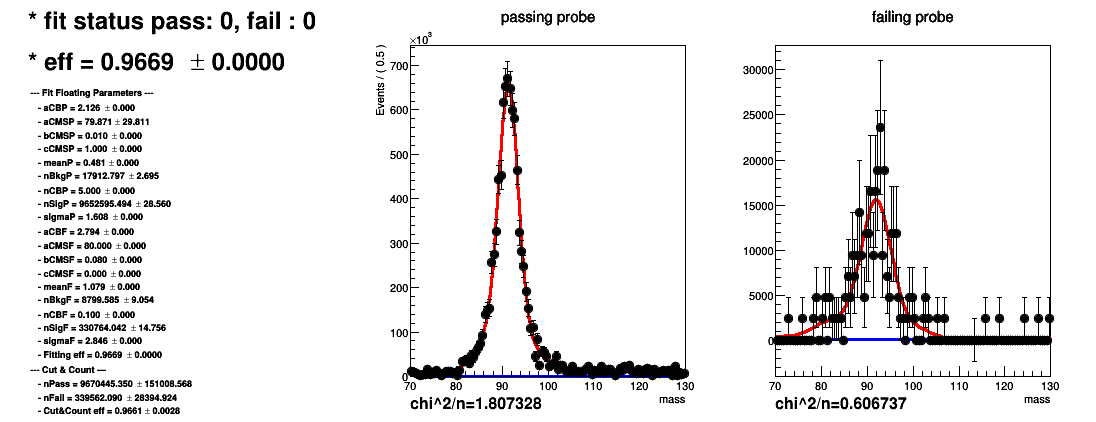 * fit status pass: 0, fail : 0
* eff = 0.9669 ± 0.0000
--- Fit Floating Parameters ---
- aCBP = 2.126 ± 0.000
- aCMSP = 79.871 ± 29.811
- bCMSP = 0.010 ± 0.000
- cCMSP = 1.000 ± 0.000
- meanP = 0.481 ± 0.000
- nBkgP = 17912.797 ± 2.695
- nCBP = 5.000 ± 0.000
- nSigP = 9652595.494 ± 28.560
- sigmaP = 1.608 ± 0.000
- aCBF = 2.794 ± 0.000
- aCMSF = 80.000 ± 0.000
- bCMSF = 0.080 ± 0.000
- cCMSF = 0.000 ± 0.000
- meanF = 1.079 ± 0.000
- nBkgF = 8799.585 ± 9.054
- nCBF = 0.100 ± 0.000
- nSigF = 330764.042 ± 14.756
- sigmaF = 2.846 ± 0.000
- Fitting eff = 0.9669 ± 0.0000
--- Cut & Count ---
- nPass = 9670445.350 ± 151008.568
- nFail = 339562.090 ± 28394.924
- Cut&Count eff = 0.9661 ± 0.0028
passing probe
×10³
Events / ( 0.5 )
700
600
500
400
300
200
100
0
70 80 90 100 110 120 130
mass
chi^2/n=1.807328
failing probe
30000
25000
20000
15000
10000
5000
0
70 80 90 100 110 120 130
mass
chi^2/n=0.606737